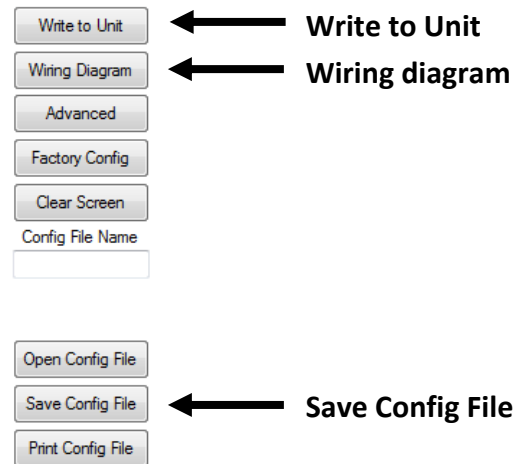 Write to Unit Write to Unit
Wiring Diagram Wiring diagram
Advanced
Factory Config
Clear Screen
Config File Name
Open Config File
Save Config File Save Config File
Print Config File